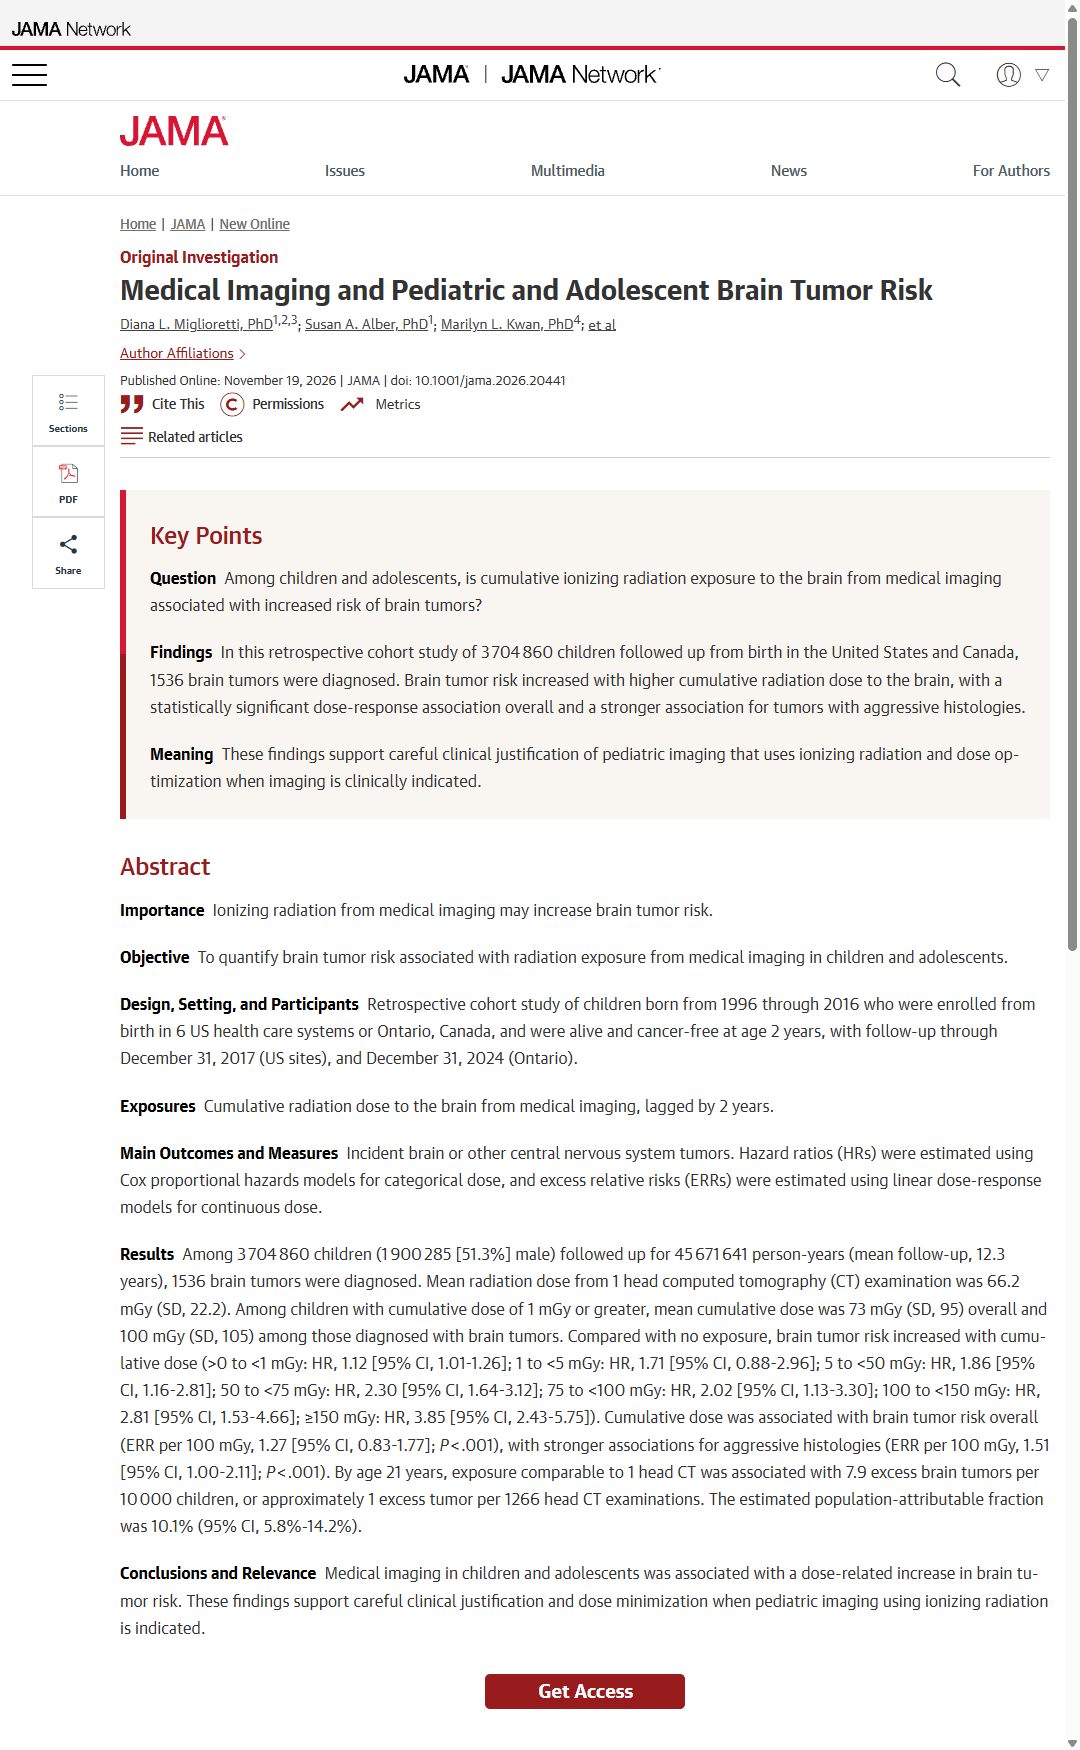 JAMA Network
JAMA | JAMA Network
JAMA
Home Issues Multimedia News For Authors
Home | JAMA | New Online
Original Investigation
Medical Imaging and Pediatric and Adolescent Brain Tumor Risk
Diana L. Miglioretti, PhD1,2,3; Susan A. Alber, PhD1; Marilyn L. Kwan, PhD4; et al
Author Affiliations
Published Online: November 19, 2026 | JAMA | doi: 10.1001/jama.2026.20441
Cite This Permissions Metrics
Related articles
Sections
PDF
Share
Key Points
Question Among children and adolescents, is cumulative ionizing radiation exposure to the brain from medical imaging
associated with increased risk of brain tumors?
Findings In this retrospective cohort study of 3 704 860 children followed up from birth in the United States and Canada,
1536 brain tumors were diagnosed. Brain tumor risk increased with higher cumulative radiation dose to the brain, with a
statistically significant dose-response association overall and a stronger association for tumors with aggressive histologies.
Meaning These findings support careful clinical justification of pediatric imaging that uses ionizing radiation and dose op-
timization when imaging is clinically indicated.
Abstract
Importance Ionizing radiation from medical imaging may increase brain tumor risk.
Objective To quantify brain tumor risk associated with radiation exposure from medical imaging in children and adolescents.
Design, Setting, and Participants Retrospective cohort study of children born from 1996 through 2016 who were enrolled from
birth in 6 US health care systems or Ontario, Canada, and were alive and cancer-free at age 2 years, with follow-up through
December 31, 2017 (US sites), and December 31, 2024 (Ontario).
Exposures Cumulative radiation dose to the brain from medical imaging, lagged by 2 years.
Main Outcomes and Measures Incident brain or other central nervous system tumors. Hazard ratios (HRs) were estimated using
Cox proportional hazards models for categorical dose, and excess relative risks (ERRs) were estimated using linear dose-response
models for continuous dose.
Results Among 3 704 860 children (1 900 285 [51.3%] male) followed up for 45 671 641 person-years (mean follow-up, 12.3
years), 1536 brain tumors were diagnosed. Mean radiation dose from 1 head computed tomography (CT) examination was 66.2
mGy (SD, 22.2). Among children with cumulative dose of 1 mGy or greater, mean cumulative dose was 73 mGy (SD, 95) overall and
100 mGy (SD, 105) among those diagnosed with brain tumors. Compared with no exposure, brain tumor risk increased with cumu-
lative dose (>0 to <1 mGy: HR, 1.12 [95% CI, 1.01-1.26]; 1 to <5 mGy: HR, 1.71 [95% CI, 0.88-2.96]; 5 to <50 mGy: HR, 1.86 [95%
CI, 1.16-2.81]; 50 to <75 mGy: HR, 2.30 [95% CI, 1.64-3.12]; 75 to <100 mGy: HR, 2.02 [95% CI, 1.13-3.30]; 100 to <150 mGy: HR,
2.81 [95% CI, 1.53-4.66]; ≥150 mGy: HR, 3.85 [95% CI, 2.43-5.75]). Cumulative dose was associated with brain tumor risk overall
(ERR per 100 mGy, 1.27 [95% CI, 0.83-1.77]; P < .001), with stronger associations for aggressive histologies (ERR per 100 mGy, 1.51
[95% CI, 1.00-2.11]; P < .001). By age 21 years, exposure comparable to 1 head CT was associated with 7.9 excess brain tumors per
10 000 children, or approximately 1 excess tumor per 1266 head CT examinations. The estimated population-attributable fraction
was 10.1% (95% CI, 5.8%-14.2%).
Conclusions and Relevance Medical imaging in children and adolescents was associated with a dose-related increase in brain tu-
mor risk. These findings support careful clinical justification and dose minimization when pediatric imaging using ionizing radiation
is indicated.
Get Access